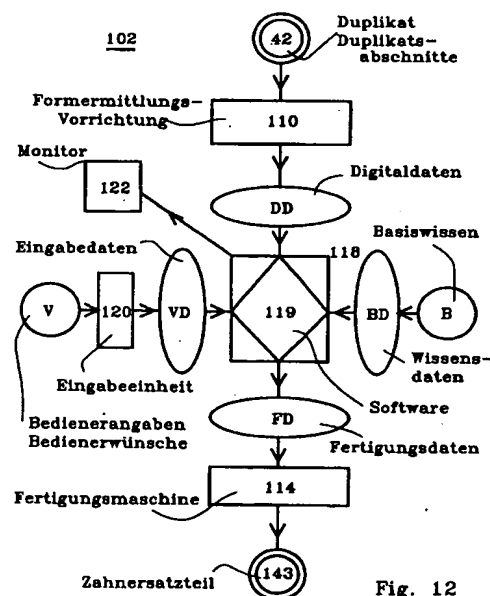 102
42
Duplikat
Duplikats-
abschnitte
Formermittlungs-
Vorrichtung
110
Monitor
122
Digitaldaten
DD
Eingabedaten
118
Basiswissen
V
120
VD
119
BD
B
Eingabeeinheit
Wissens-
daten
Software
Bedienerangaben
Bedienerwünsche
FD
Fertigungsdaten
114
Fertigungsmaschine
143
Zahnersatzteil
Fig. 12